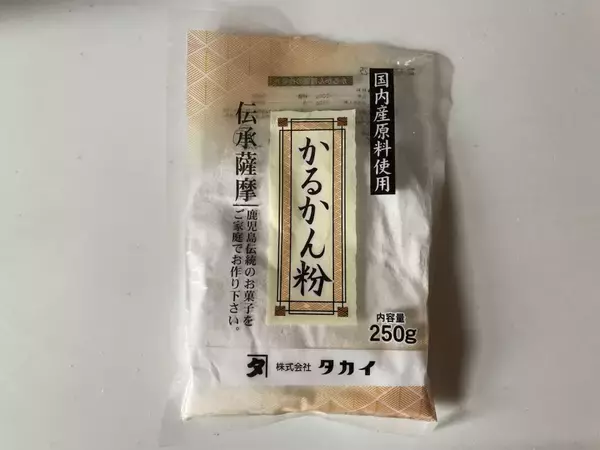 国内産原料使用
かるかん粉
伝承薩摩
鹿児島伝統のお菓子を
ご家庭でお作り下さい。
内容量
250g
タ 株式会社 タカイ